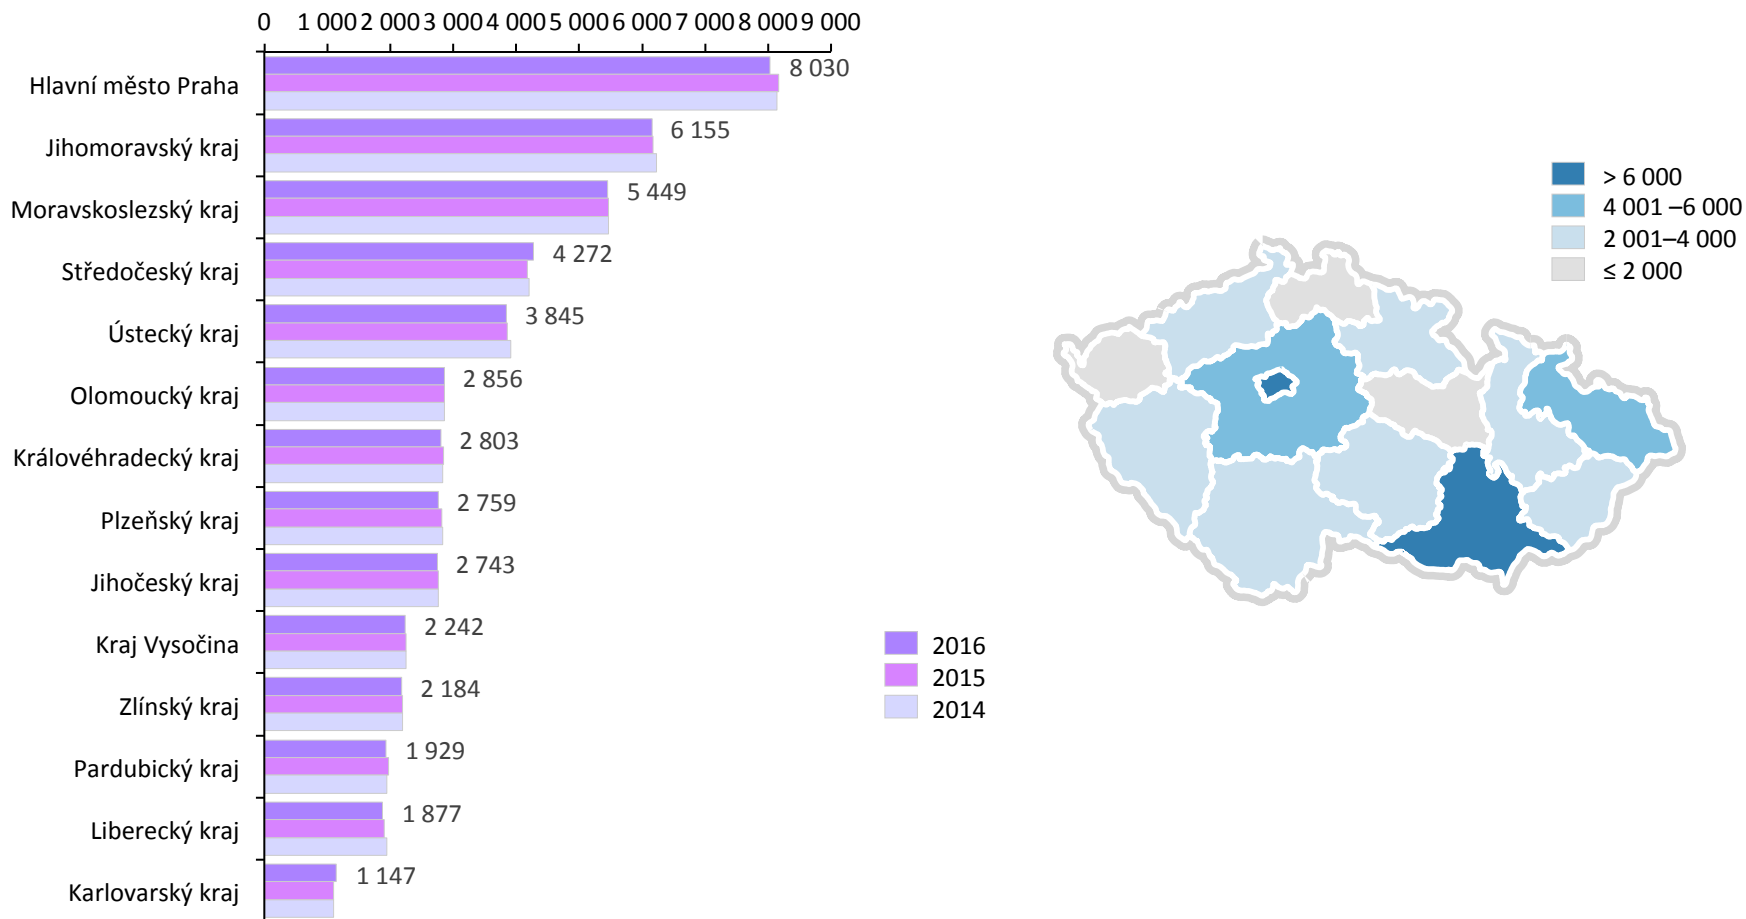 0 1 000 2 000 3 000 4 000 5 000 6 000 7 000 8 000 9 000
Hlavní město Praha 8 030
Jihomoravský kraj 6 155
Moravskoslezský kraj 5 449
Středočeský kraj 4 272
Ústecký kraj 3 845
Olomoucký kraj 2 856
Královéhradecký kraj 2 803
Plzeňský kraj 2 759
Jihočeský kraj 2 743
Kraj Vysočina 2 242
Zlínský kraj 2 184
Pardubický kraj 1 929
Liberecký kraj 1 877
Karlovarský kraj 1 147
2016
2015
2014
> 6 000
4 001 –6 000
2 001–4 000
≤ 2 000